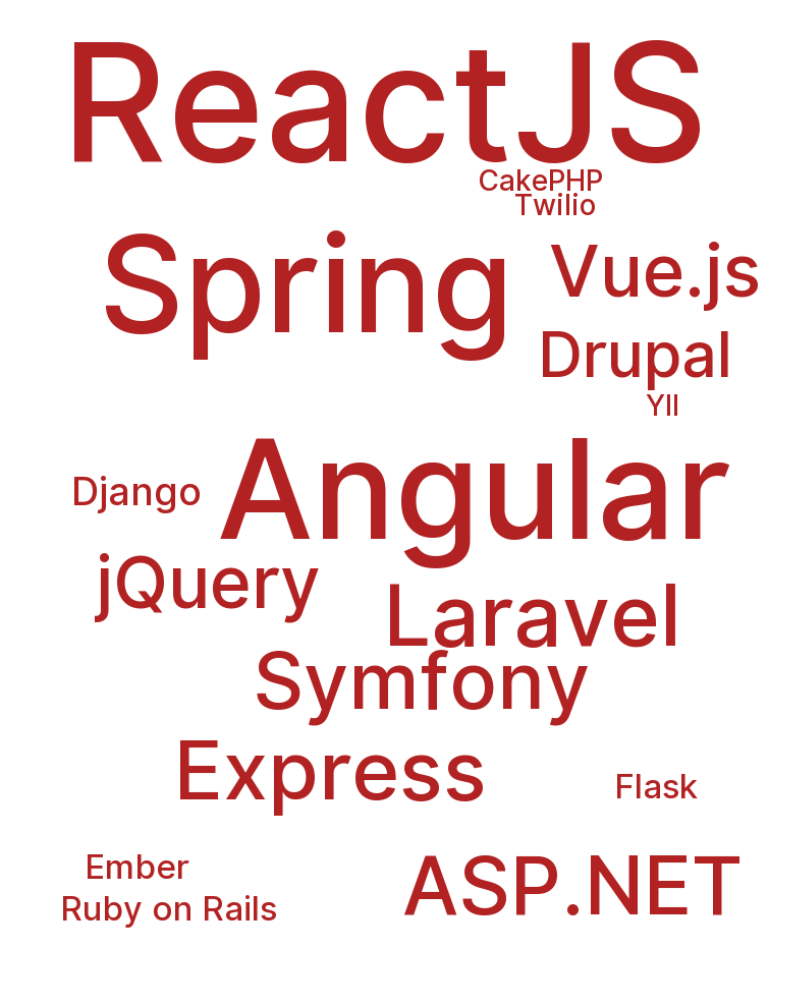 ReactJS
CakePHP
Twilio
Spring
Vue.js
Drupal
YII
Angular
Django
jQuery
Laravel
Symfony
Express
Flask
Ember
ASP.NET
Ruby on Rails